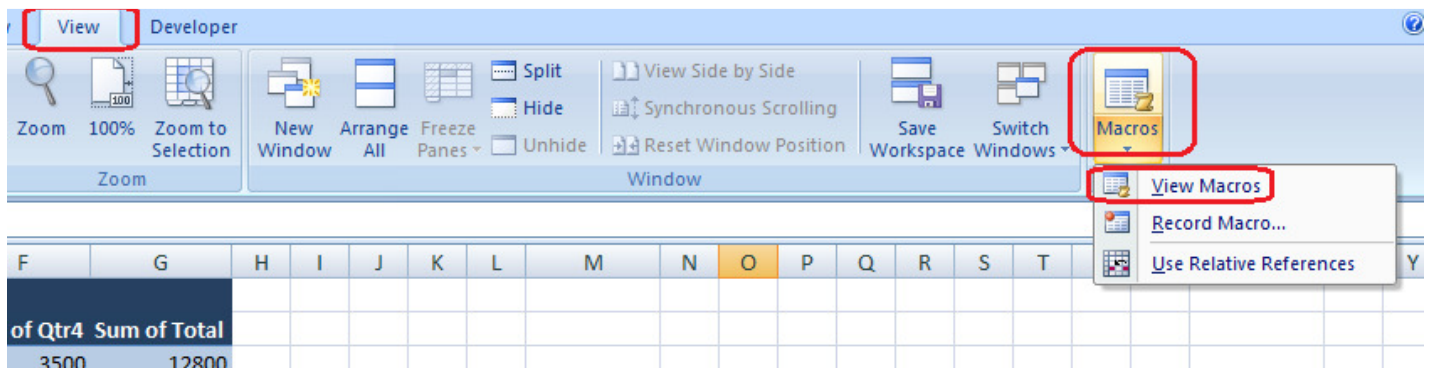 View Developer
Split View Side by Side
100
Hide Synchronous Scrolling
Zoom 100% Zoom to Selection New Window Arrange All Freeze Panes Unhide Reset Window Position Save Workspace Switch Windows Macros
Zoom Window
View Macros
Record Macro...
Use Relative References
F G H I J K L M N O P Q R S T Y
of Qtr4 Sum of Total
3500 12800